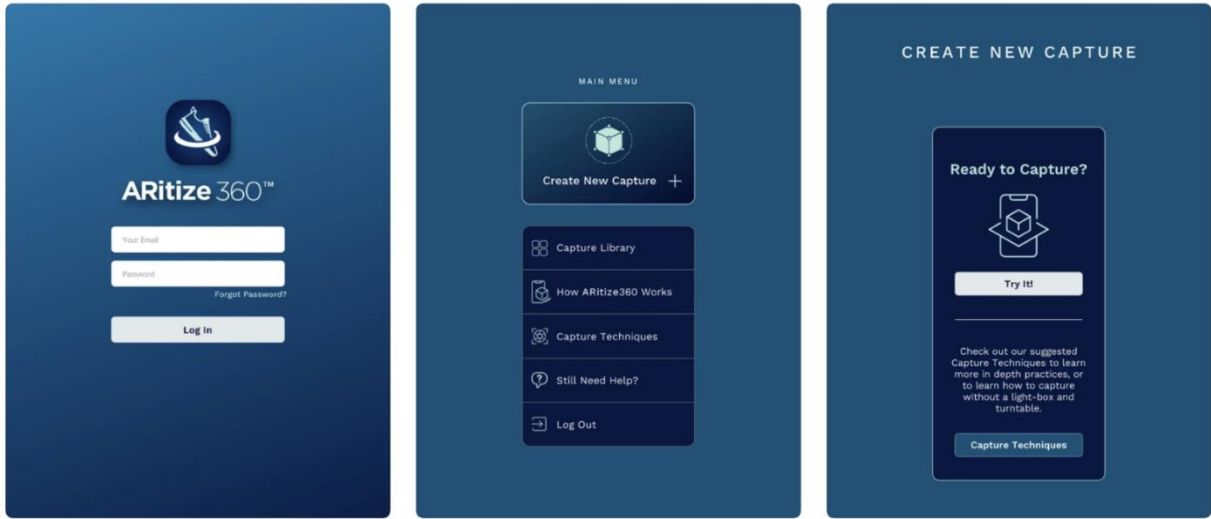 ARitize 360™
Your Email
Password
Forgot Password?
Log In
MAIN MENU
Create New Capture +
Capture Library
How ARitize360 Works
Capture Techniques
Still Need Help?
Log Out
CREATE NEW CAPTURE
Ready to Capture?
Try It!
Check out our suggested
Capture Techniques to learn
more in depth practices, or
to learn how to capture
without a light-box and
turntable.
Capture Techniques